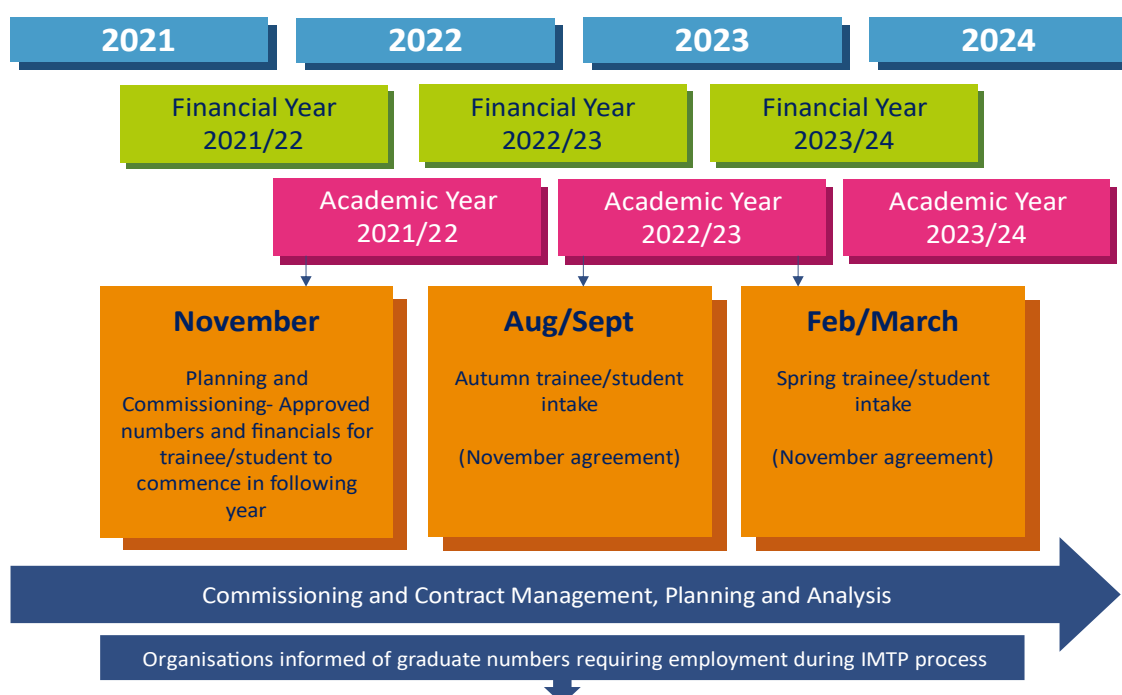 2021
2022
2023
2024
Financial Year
2021/22
Financial Year
2022/23
Financial Year
2023/24
Academic Year
2021/22
Academic Year
2022/23
Academic Year
2023/24
November
Planning and
Commissioning- Approved
numbers and financials for
trainee/student to
commence in following
year
Aug/Sept
Autumn trainee/student
intake
(November agreement)
Feb/March
Spring trainee/student
intake
(November agreement)
Commissioning and Contract Management, Planning and Analysis
Organisations informed of graduate numbers requiring employment during IMTP process